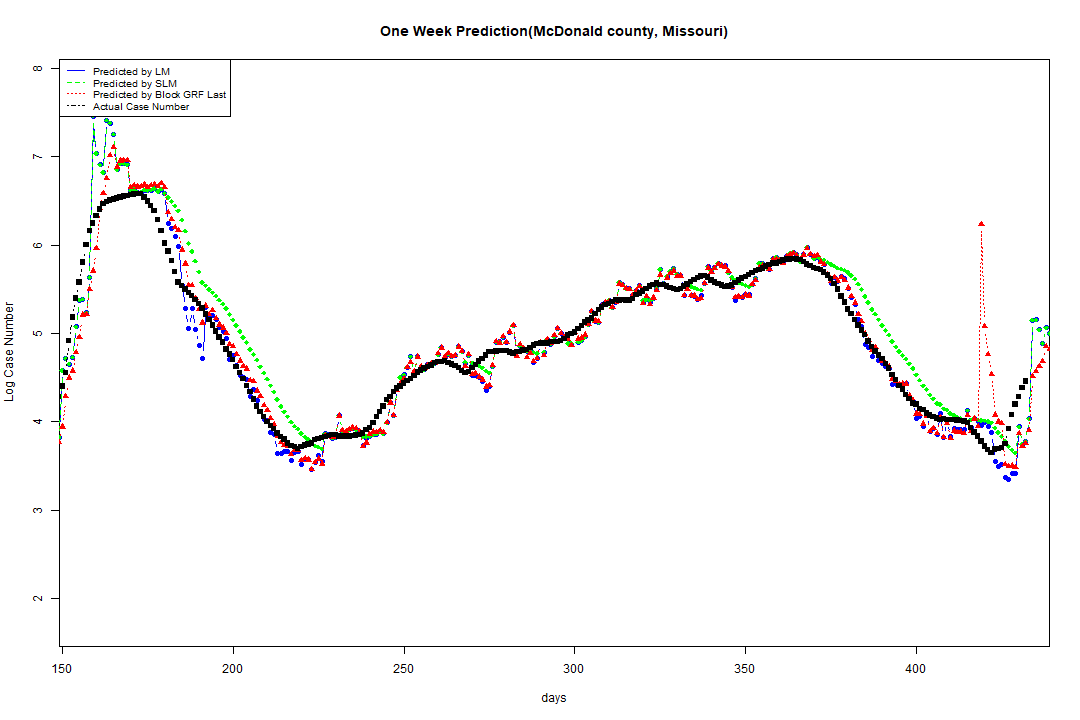 One Week Prediction(McDonald county, Missouri)
Predicted by LM
Predicted by SLM
Predicted by Block GRF Last
Actual Case Number
Log Case Number
8
7
6
5
4
3
2
150 200 250 300 350 400
days